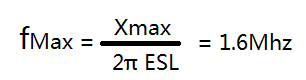 fMax = Xmax / 2π ESL = 1.6Mhz